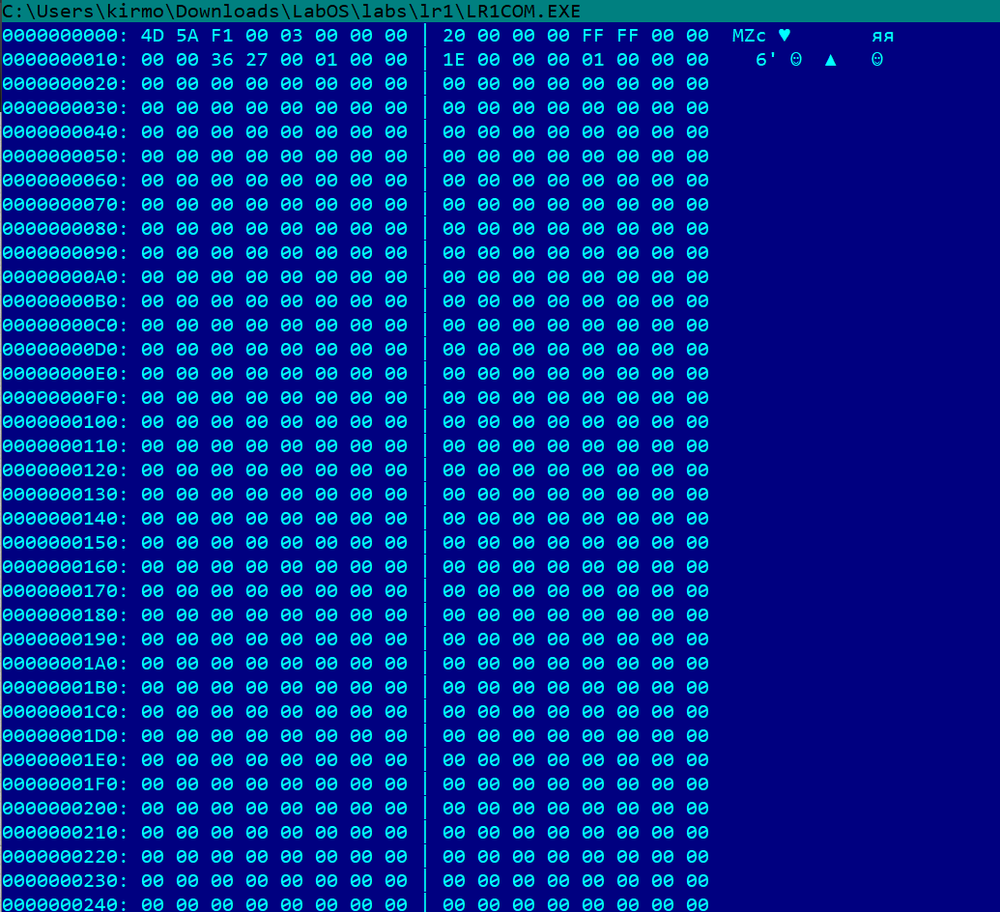 C:\Users\kirmo\Downloads\LabOS\labs\lr1\LR1COM.EXE
0000000000: 4D 5A F1 00 03 00 00 00 | 20 00 00 00 FF FF 00 00 MZс ♥ яя
0000000010: 00 00 36 27 00 01 00 00 | 1E 00 00 00 01 00 00 00 6' ☺ ▲ ☺
0000000020: 00 00 00 00 00 00 00 00 | 00 00 00 00 00 00 00 00
0000000030: 00 00 00 00 00 00 00 00 | 00 00 00 00 00 00 00 00
0000000040: 00 00 00 00 00 00 00 00 | 00 00 00 00 00 00 00 00
0000000050: 00 00 00 00 00 00 00 00 | 00 00 00 00 00 00 00 00
0000000060: 00 00 00 00 00 00 00 00 | 00 00 00 00 00 00 00 00
0000000070: 00 00 00 00 00 00 00 00 | 00 00 00 00 00 00 00 00
0000000080: 00 00 00 00 00 00 00 00 | 00 00 00 00 00 00 00 00
0000000090: 00 00 00 00 00 00 00 00 | 00 00 00 00 00 00 00 00
00000000A0: 00 00 00 00 00 00 00 00 | 00 00 00 00 00 00 00 00
00000000B0: 00 00 00 00 00 00 00 00 | 00 00 00 00 00 00 00 00
00000000C0: 00 00 00 00 00 00 00 00 | 00 00 00 00 00 00 00 00
00000000D0: 00 00 00 00 00 00 00 00 | 00 00 00 00 00 00 00 00
00000000E0: 00 00 00 00 00 00 00 00 | 00 00 00 00 00 00 00 00
00000000F0: 00 00 00 00 00 00 00 00 | 00 00 00 00 00 00 00 00
0000000100: 00 00 00 00 00 00 00 00 | 00 00 00 00 00 00 00 00
0000000110: 00 00 00 00 00 00 00 00 | 00 00 00 00 00 00 00 00
0000000120: 00 00 00 00 00 00 00 00 | 00 00 00 00 00 00 00 00
0000000130: 00 00 00 00 00 00 00 00 | 00 00 00 00 00 00 00 00
0000000140: 00 00 00 00 00 00 00 00 | 00 00 00 00 00 00 00 00
0000000150: 00 00 00 00 00 00 00 00 | 00 00 00 00 00 00 00 00
0000000160: 00 00 00 00 00 00 00 00 | 00 00 00 00 00 00 00 00
0000000170: 00 00 00 00 00 00 00 00 | 00 00 00 00 00 00 00 00
0000000180: 00 00 00 00 00 00 00 00 | 00 00 00 00 00 00 00 00
0000000190: 00 00 00 00 00 00 00 00 | 00 00 00 00 00 00 00 00
00000001A0: 00 00 00 00 00 00 00 00 | 00 00 00 00 00 00 00 00
00000001B0: 00 00 00 00 00 00 00 00 | 00 00 00 00 00 00 00 00
00000001C0: 00 00 00 00 00 00 00 00 | 00 00 00 00 00 00 00 00
00000001D0: 00 00 00 00 00 00 00 00 | 00 00 00 00 00 00 00 00
00000001E0: 00 00 00 00 00 00 00 00 | 00 00 00 00 00 00 00 00
00000001F0: 00 00 00 00 00 00 00 00 | 00 00 00 00 00 00 00 00
0000000200: 00 00 00 00 00 00 00 00 | 00 00 00 00 00 00 00 00
0000000210: 00 00 00 00 00 00 00 00 | 00 00 00 00 00 00 00 00
0000000220: 00 00 00 00 00 00 00 00 | 00 00 00 00 00 00 00 00
0000000230: 00 00 00 00 00 00 00 00 | 00 00 00 00 00 00 00 00
0000000240: 00 00 00 00 00 00 00 00 | 00 00 00 00 00 00 00 00